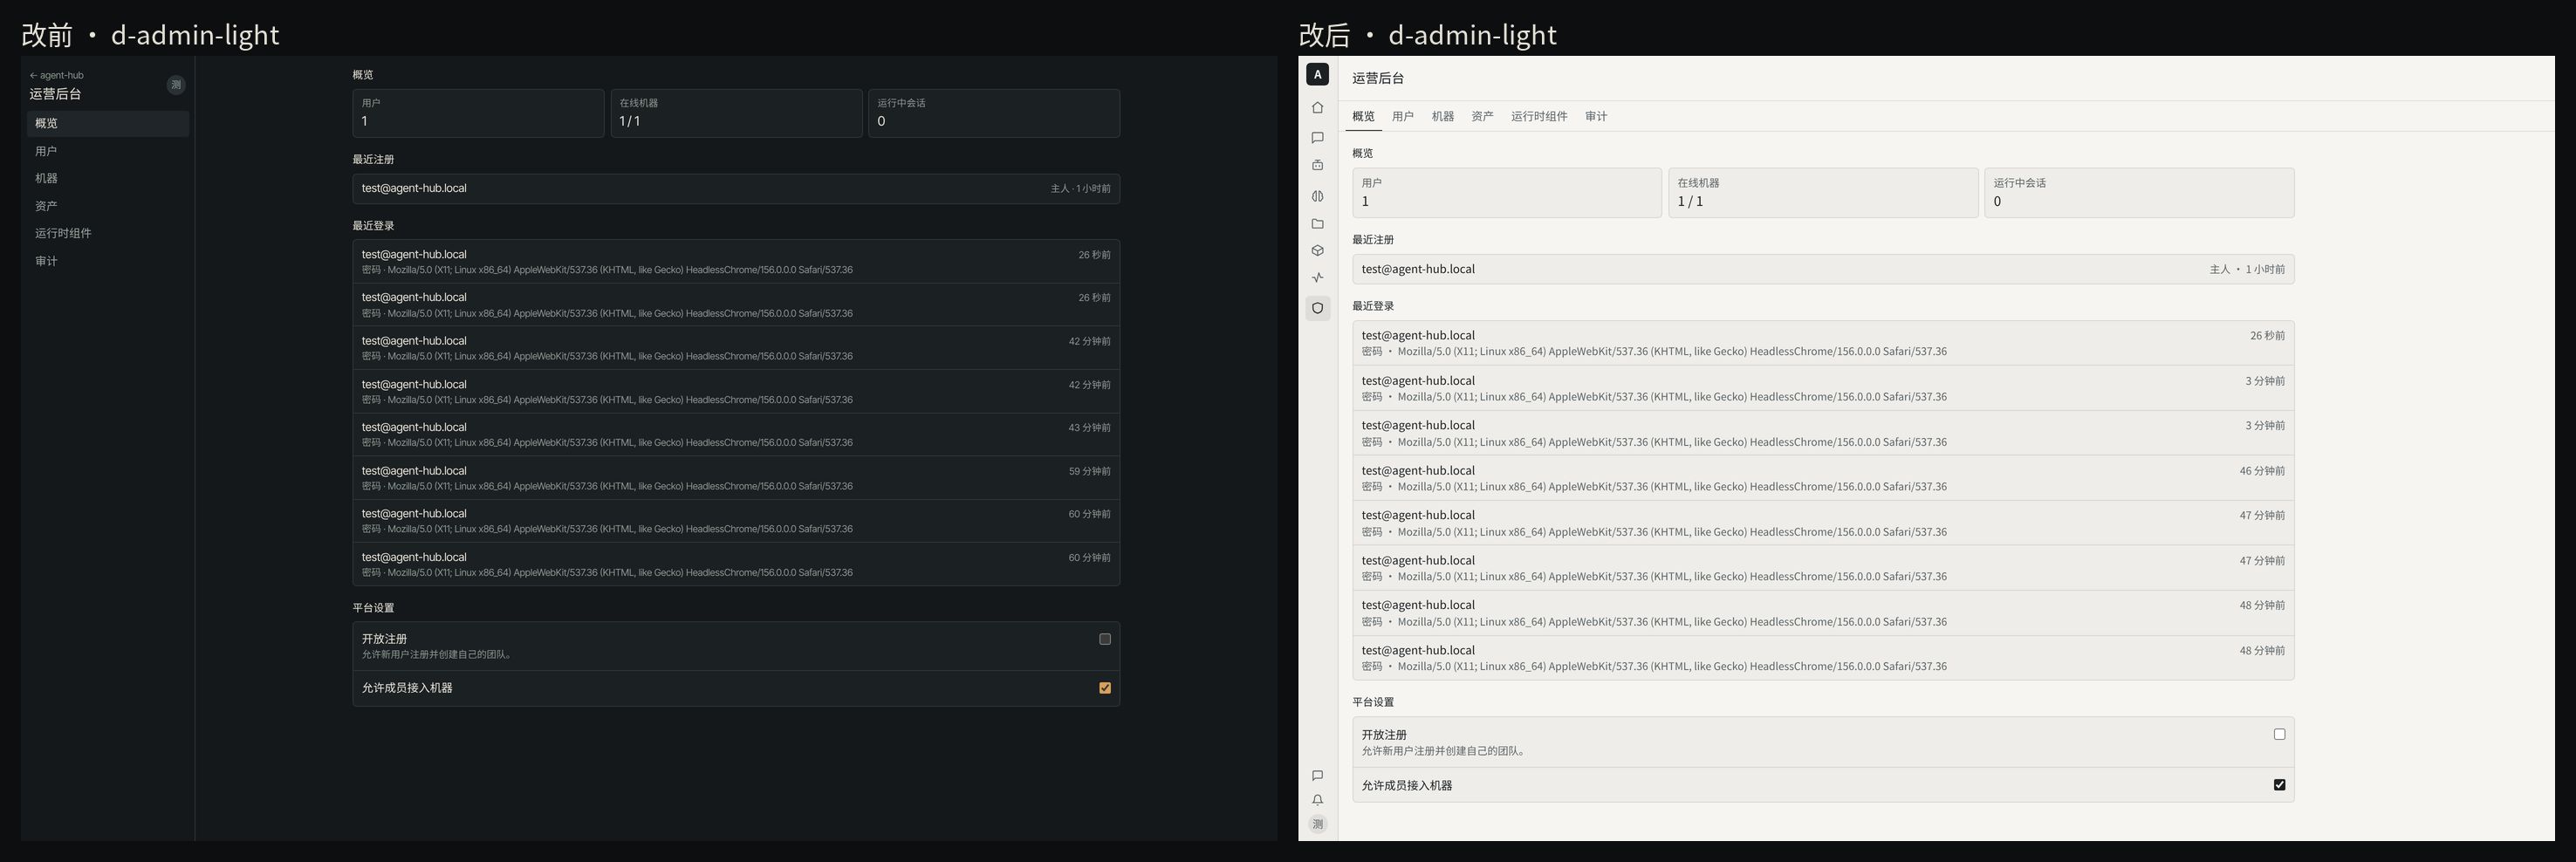 改前 · d-admin-light
← agent-hub
运营后台
测
概览
用户
机器
资产
运行时组件
审计
概览
用户
1
在线机器
1 / 1
运行中会话
0
最近注册
test@agent-hub.local
主人 · 1 小时前
最近登录
test@agent-hub.local
26 秒前
密码 · Mozilla/5.0 (X11; Linux x86_64) AppleWebKit/537.36 (KHTML, like Gecko) HeadlessChrome/156.0.0.0 Safari/537.36
test@agent-hub.local
26 秒前
密码 · Mozilla/5.0 (X11; Linux x86_64) AppleWebKit/537.36 (KHTML, like Gecko) HeadlessChrome/156.0.0.0 Safari/537.36
test@agent-hub.local
42 分钟前
密码 · Mozilla/5.0 (X11; Linux x86_64) AppleWebKit/537.36 (KHTML, like Gecko) HeadlessChrome/156.0.0.0 Safari/537.36
test@agent-hub.local
42 分钟前
密码 · Mozilla/5.0 (X11; Linux x86_64) AppleWebKit/537.36 (KHTML, like Gecko) HeadlessChrome/156.0.0.0 Safari/537.36
test@agent-hub.local
43 分钟前
密码 · Mozilla/5.0 (X11; Linux x86_64) AppleWebKit/537.36 (KHTML, like Gecko) HeadlessChrome/156.0.0.0 Safari/537.36
test@agent-hub.local
59 分钟前
密码 · Mozilla/5.0 (X11; Linux x86_64) AppleWebKit/537.36 (KHTML, like Gecko) HeadlessChrome/156.0.0.0 Safari/537.36
test@agent-hub.local
60 分钟前
密码 · Mozilla/5.0 (X11; Linux x86_64) AppleWebKit/537.36 (KHTML, like Gecko) HeadlessChrome/156.0.0.0 Safari/537.36
test@agent-hub.local
60 分钟前
密码 · Mozilla/5.0 (X11; Linux x86_64) AppleWebKit/537.36 (KHTML, like Gecko) HeadlessChrome/156.0.0.0 Safari/537.36
平台设置
开放注册
允许新用户注册并创建自己的团队。
允许成员接入机器
改后 · d-admin-light
A
运营后台
概览 用户 机器 资产 运行时组件 审计
概览
用户
1
在线机器
1 / 1
运行中会话
0
最近注册
test@agent-hub.local
主人 · 1 小时前
最近登录
test@agent-hub.local
26 秒前
密码 · Mozilla/5.0 (X11; Linux x86_64) AppleWebKit/537.36 (KHTML, like Gecko) HeadlessChrome/156.0.0.0 Safari/537.36
test@agent-hub.local
3 分钟前
密码 · Mozilla/5.0 (X11; Linux x86_64) AppleWebKit/537.36 (KHTML, like Gecko) HeadlessChrome/156.0.0.0 Safari/537.36
test@agent-hub.local
3 分钟前
密码 · Mozilla/5.0 (X11; Linux x86_64) AppleWebKit/537.36 (KHTML, like Gecko) HeadlessChrome/156.0.0.0 Safari/537.36
test@agent-hub.local
46 分钟前
密码 · Mozilla/5.0 (X11; Linux x86_64) AppleWebKit/537.36 (KHTML, like Gecko) HeadlessChrome/156.0.0.0 Safari/537.36
test@agent-hub.local
47 分钟前
密码 · Mozilla/5.0 (X11; Linux x86_64) AppleWebKit/537.36 (KHTML, like Gecko) HeadlessChrome/156.0.0.0 Safari/537.36
test@agent-hub.local
47 分钟前
密码 · Mozilla/5.0 (X11; Linux x86_64) AppleWebKit/537.36 (KHTML, like Gecko) HeadlessChrome/156.0.0.0 Safari/537.36
test@agent-hub.local
48 分钟前
密码 · Mozilla/5.0 (X11; Linux x86_64) AppleWebKit/537.36 (KHTML, like Gecko) HeadlessChrome/156.0.0.0 Safari/537.36
test@agent-hub.local
48 分钟前
密码 · Mozilla/5.0 (X11; Linux x86_64) AppleWebKit/537.36 (KHTML, like Gecko) HeadlessChrome/156.0.0.0 Safari/537.36
平台设置
开放注册
允许新用户注册并创建自己的团队。
允许成员接入机器
测